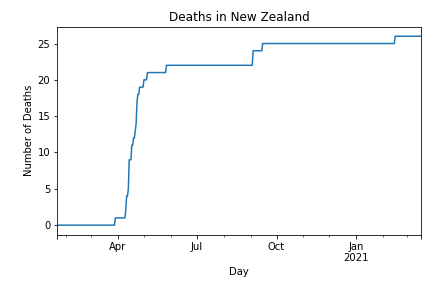 Deaths in New Zealand
Number of Deaths
25
20
15
10
5
0
Apr
Jul
Oct
Jan
2021
Day